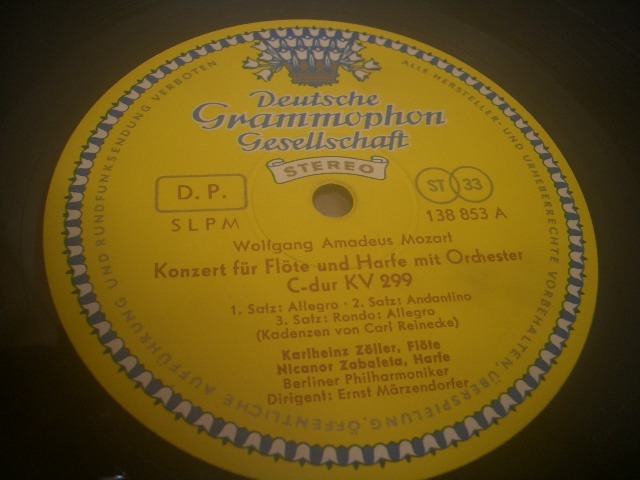 Deutsche
Grammophon
Gesellschaft
STEREO
D. P.
SLPM
ST 33
138 853 A
Wolfgang Amadeus Mozart
Konzert für Flöte und Harfe mit Orchester
C-dur KV 299
1. Satz: Allegro · 2. Satz: Andantino
3. Satz: Rondo: Allegro
(Kadenzen von Carl Reinecke)
Karlheinz Zöller, Flöte
Nicanor Zabaleta, Harfe
Berliner Philharmoniker
Dirigent: Ernst Märzendorfer
ALLE HERSTELLER- UND URHEBERRECHTE VORBEHALTEN, ÜBERSPIELUNG, ÖFFENTLICHE AUFFÜHRUNG UND RUNDFUNKSENDUNG VERBOTEN